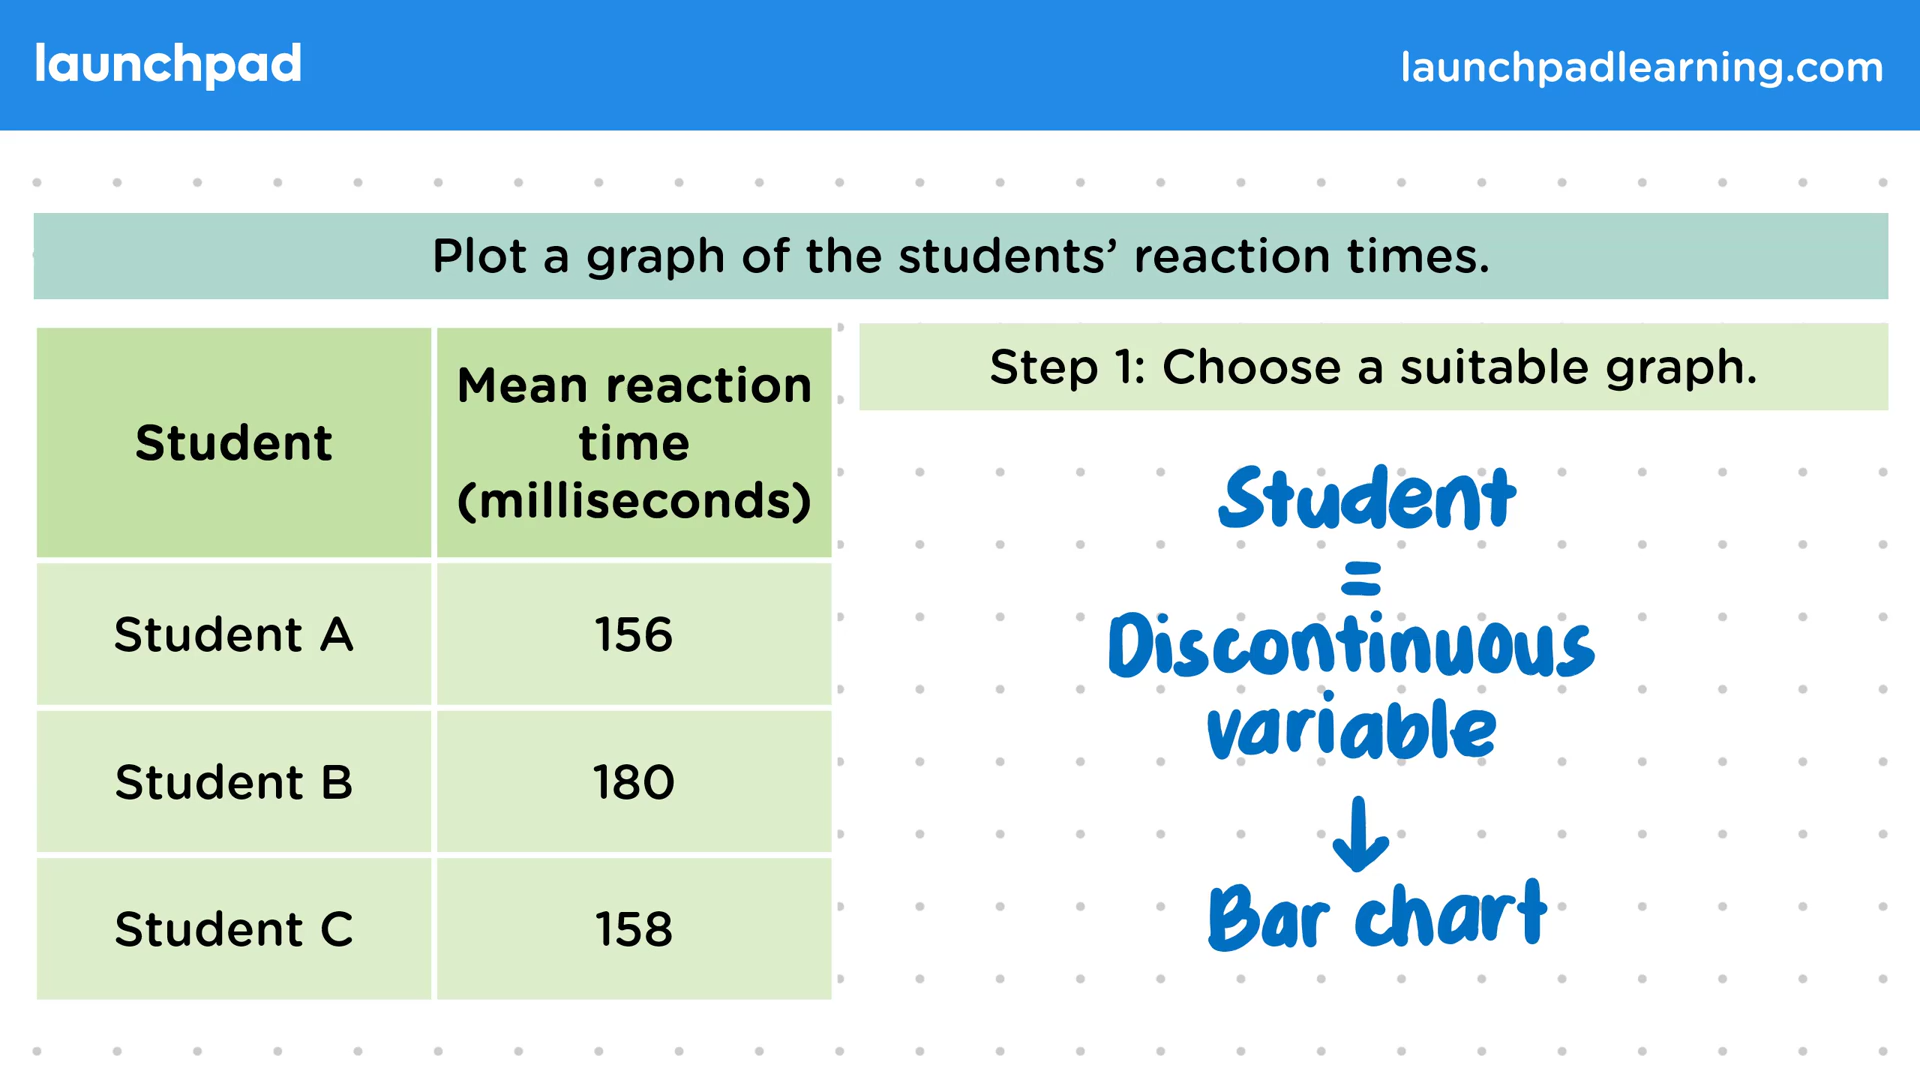 launchpad
launchpadlearning.com
Plot a graph of the students’ reaction times.
Student
Mean reaction
time
(milliseconds)
Student A
156
Student B
180
Student C
158
Step 1: Choose a suitable graph.
Student
=
Discontinuous
variable
↓
Bar chart